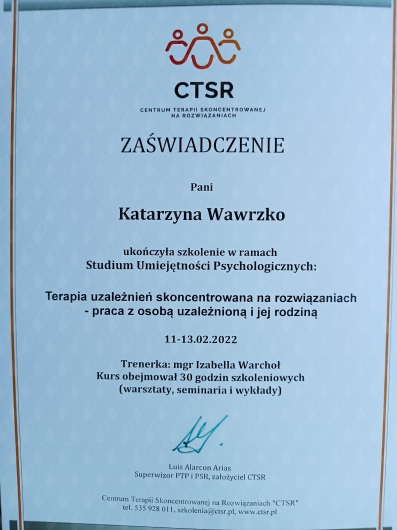 CTSR
CENTRUM TERAPII SKONCENTROWANEJ
NA ROZWIĄZANIACH
ZAŚWIADCZENIE
Pani
Katarzyna Wawrzko
ukończyła szkolenie w ramach
Studium Umiejętności Psychologicznych:
Terapia uzależnień skoncentrowana na rozwiązaniach
- praca z osobą uzależnioną i jej rodziną
11-13.02.2022
Trenerka: mgr Izabella Warchoł
Kurs obejmował 30 godzin szkoleniowych
(warsztaty, seminaria i wykłady)
Luis Alarcon Arias
Superwizor PTP i PSR, założyciel CTSR
Centrum Terapii Skoncentrowanej na Rozwiązaniach "CTSR"
tel. 535 928 011, szkolenia@ctsr.pl, www.ctsr.pl